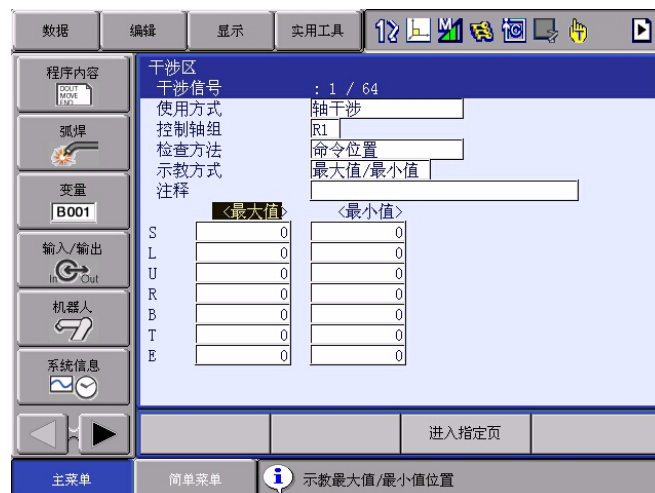 数据 编辑 显示 实用工具
程序内容
DOUT
MOVE
END
弧焊
变量
B001
输入/输出
In Out
机器人
系统信息
干涉区
干涉信号 : 1 / 64
使用方式 轴干涉
控制轴组 R1
检查方法 命令位置
示教方式 最大值/最小值
注释
<最大值> <最小值>
S 0 0
L 0 0
U 0 0
R 0 0
B 0 0
T 0 0
E 0 0
进入指定页
主菜单 简单菜单 示教最大值/最小值位置